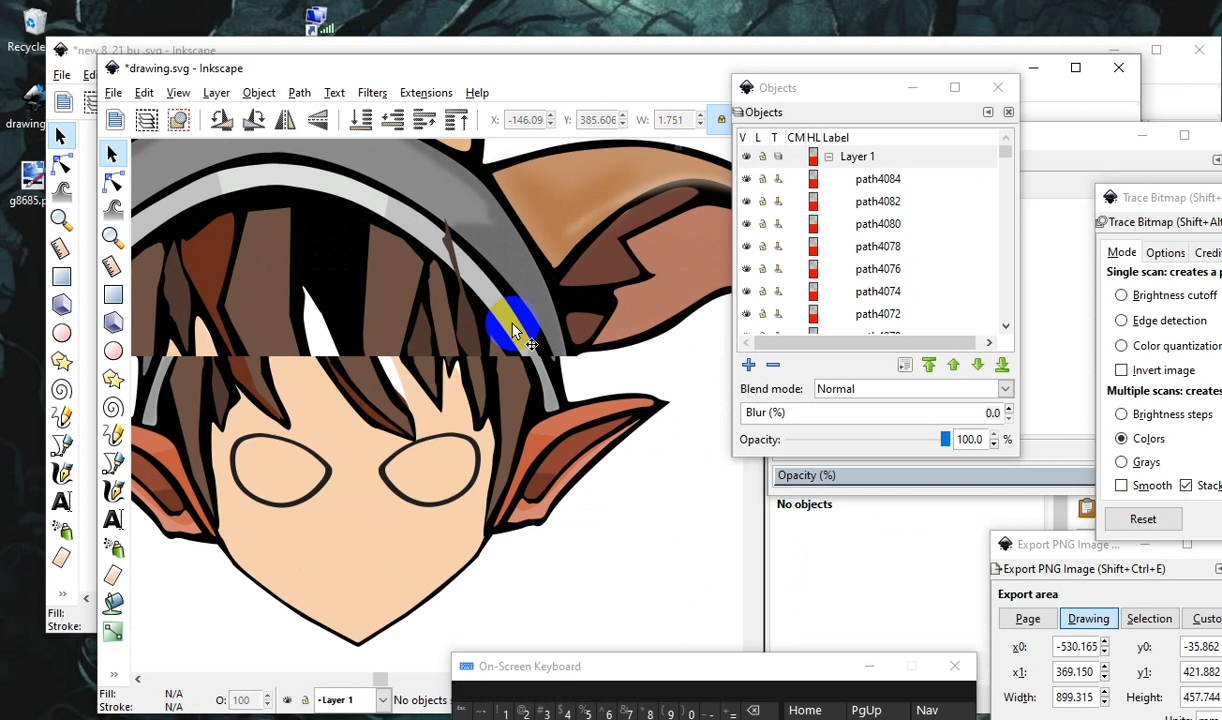 Recycle
drawing
g8685.p
*new 8_21 bu .svg - Inkscape
File
*drawing.svg - Inkscape
File Edit View Layer Object Path Text Filters Extensions Help
X: -146.09 Y: 385.606 W: 1.751
Objects
Objects
V L T CM HL Label
Layer 1
path4084
path4082
path4080
path4078
path4076
path4074
path4072
Blend mode: Normal
Blur (%) 0.0
Opacity: 100.0 %
Opacity (%)
No objects
Trace Bitmap (Shift+
Trace Bitmap (Shift+Alt
Mode Options Credi
Single scan: creates a p
Brightness cutoff
Edge detection
Color quantization
Invert image
Multiple scans: creates
Brightness steps
Colors
Grays
Smooth Stack
Reset
Export PNG Image ...
Export PNG Image (Shift+Ctrl+E)
Export area
Page Drawing Selection Custo
x0: -530.165 y0: -35.862
x1: 369.150 y1: 421.882
Width: 899.315 Height: 457.744
Fill:
Stroke:
Fill: N/A
Stroke: N/A
O: 100
Layer 1
No objects s
On-Screen Keyboard
Home PgUp Nav